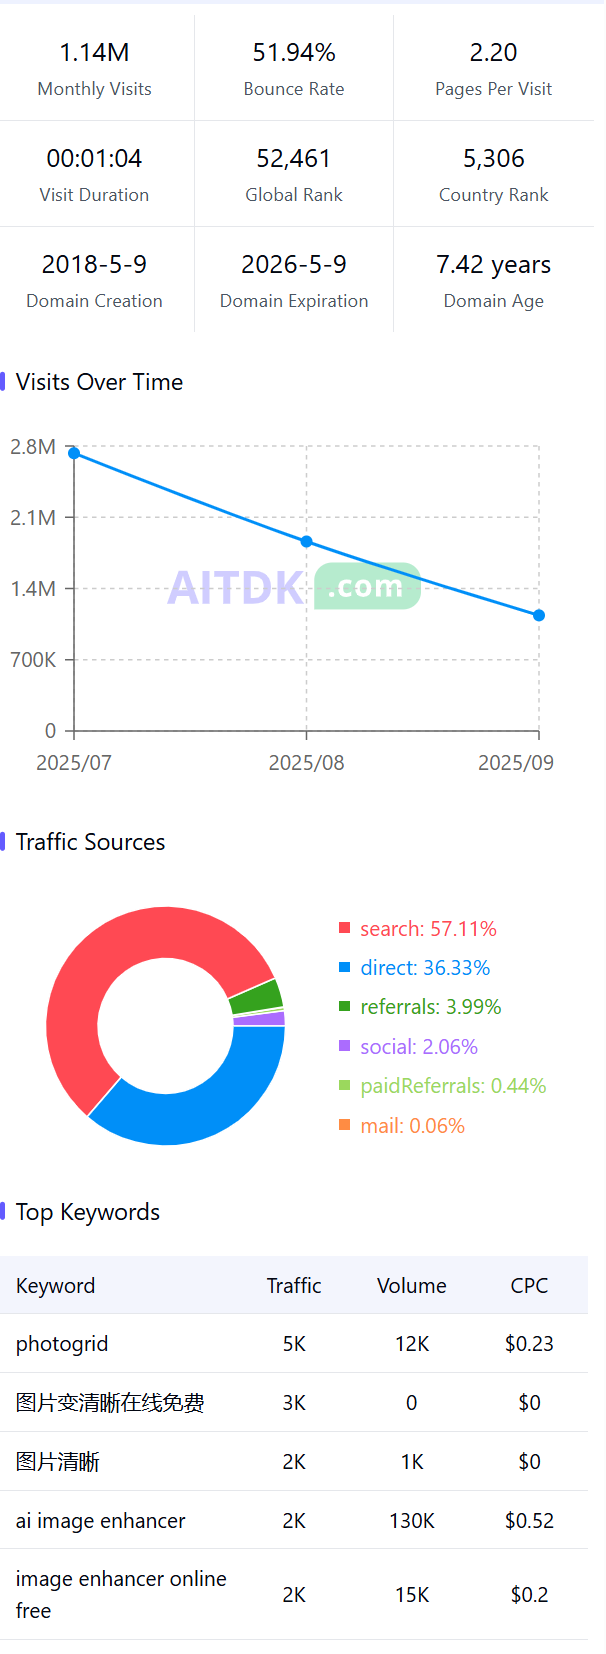 1.14M 51.94% 2.20
Monthly Visits Bounce Rate Pages Per Visit
00:01:04 52,461 5,306
Visit Duration Global Rank Country Rank
2018-5-9 2026-5-9 7.42 years
Domain Creation Domain Expiration Domain Age
Visits Over Time
2.8M
2.1M
1.4M
AITDK .com
700K
0
2025/07 2025/08 2025/09
Traffic Sources
search: 57.11%
direct: 36.33%
referrals: 3.99%
social: 2.06%
paidReferrals: 0.44%
mail: 0.06%
Top Keywords
Keyword Traffic Volume CPC
photogrid 5K 12K $0.23
图片变清晰在线免费 3K 0 $0
图片清晰 2K 1K $0
ai image enhancer 2K 130K $0.52
image enhancer online
free 2K 15K $0.2